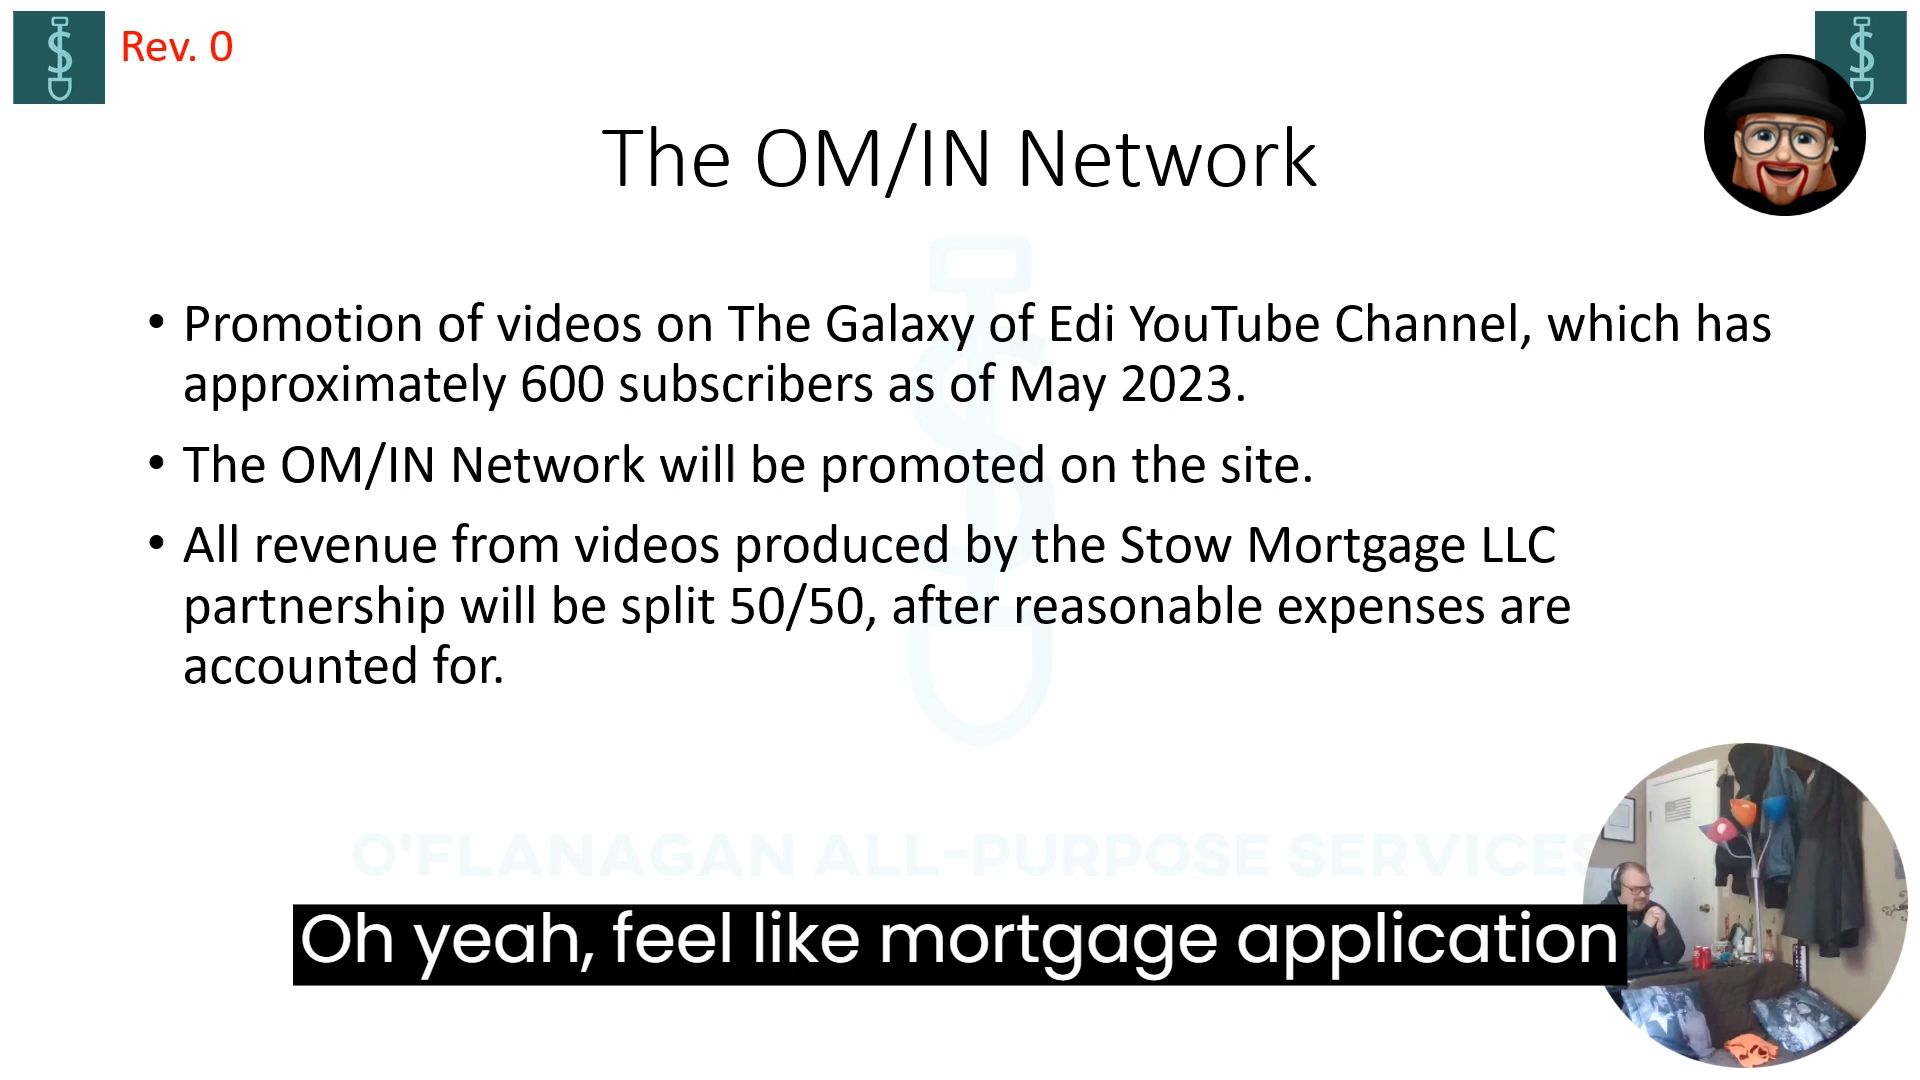 Rev. 0
The OM/IN Network
• Promotion of videos on The Galaxy of Edi YouTube Channel, which has
approximately 600 subscribers as of May 2023.
• The OM/IN Network will be promoted on the site.
• All revenue from videos produced by the Stow Mortgage LLC
partnership will be split 50/50, after reasonable expenses are
accounted for.
O'FLANAGAN ALL-PURPOSE SERVICES
Oh yeah, feel like mortgage application